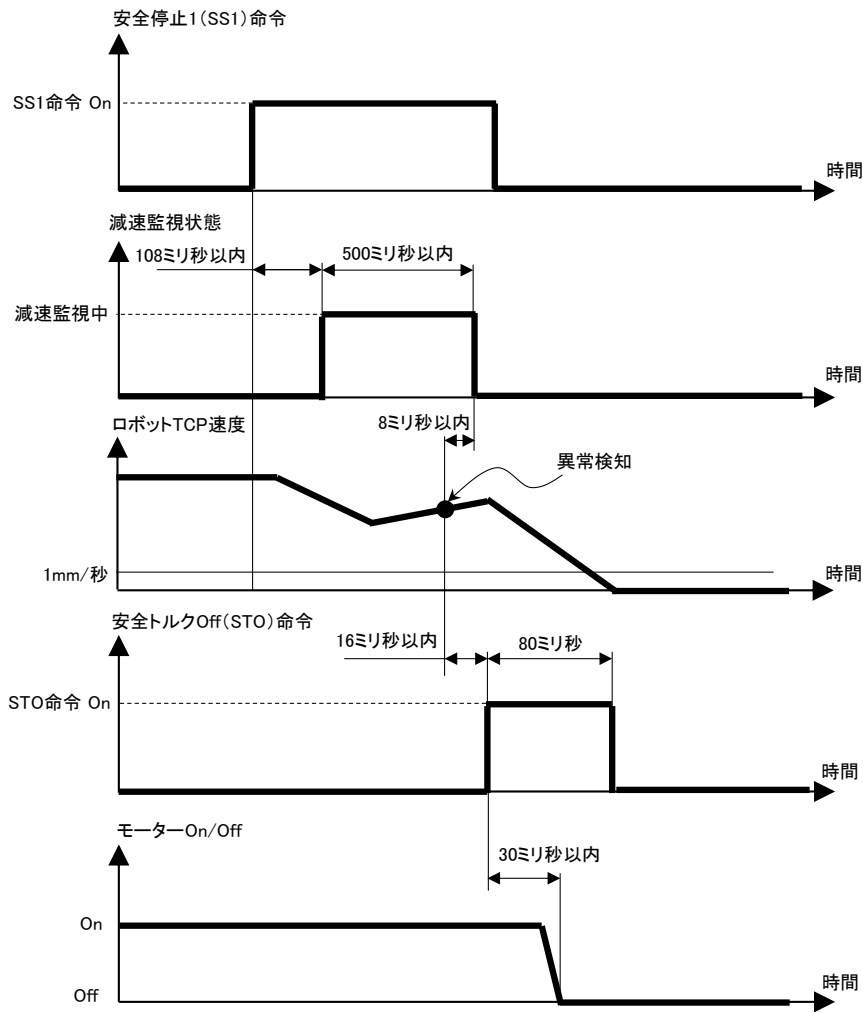 安全停止1(SS1)命令
SS1命令 On
時間
減速監視状態
108ミリ秒以内
500ミリ秒以内
減速監視中
時間
8ミリ秒以内
ロボットTCP速度
異常検知
1mm/秒
時間
安全トルクOff(STO)命令
16ミリ秒以内
80ミリ秒
STO命令 On
時間
モーターOn/Off
30ミリ秒以内
On
Off
時間